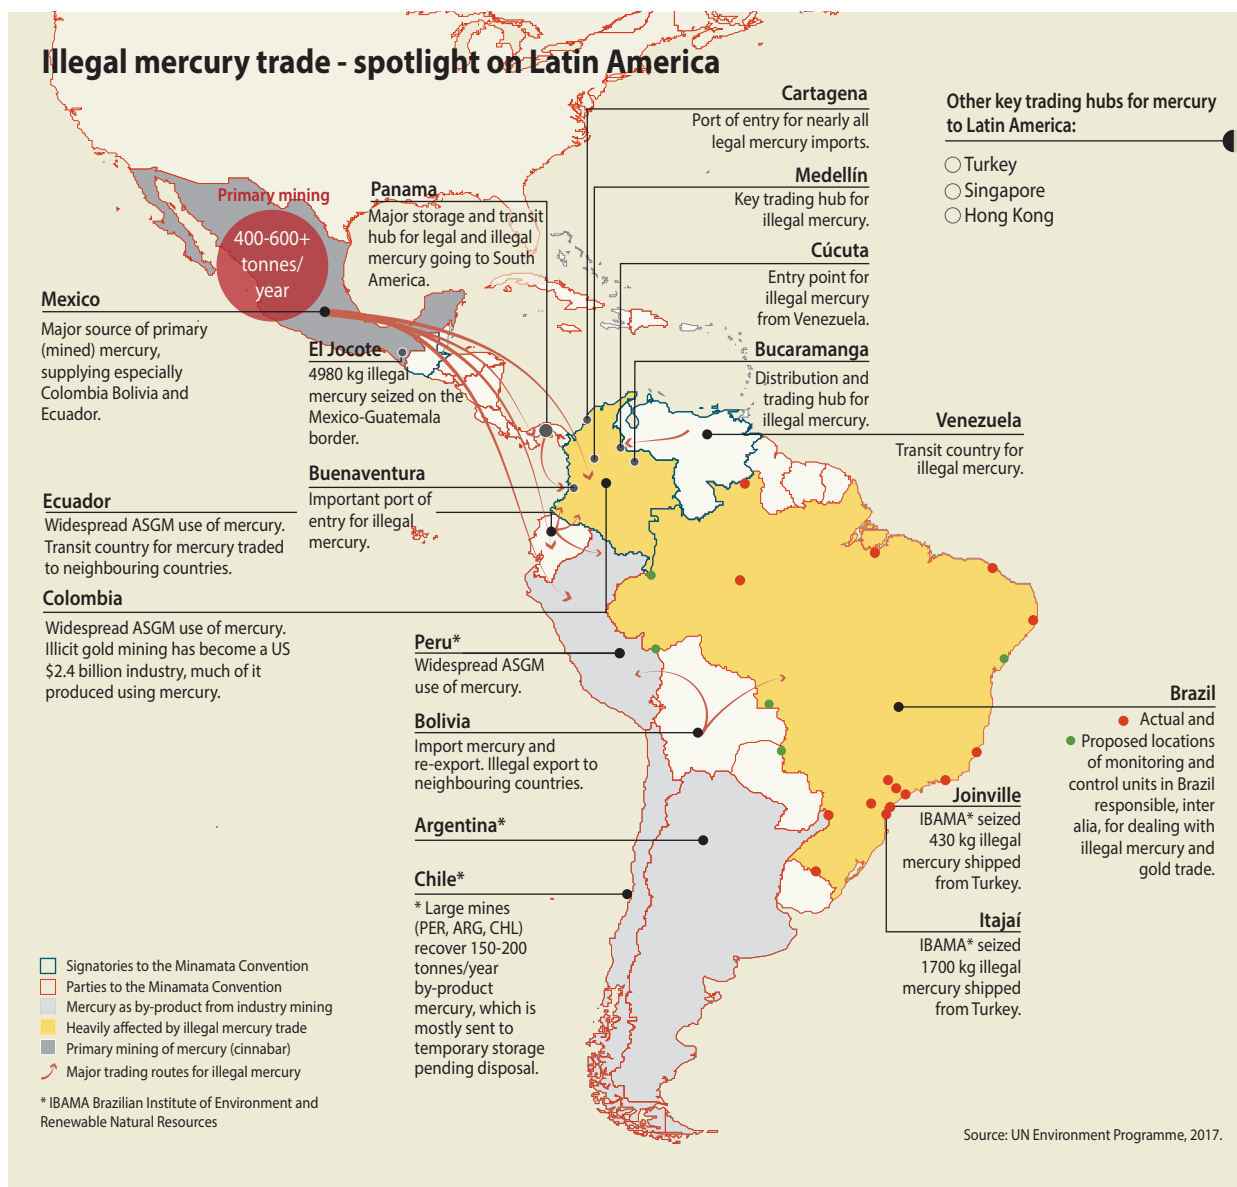 Illegal mercury trade - spotlight on Latin America
Cartagena
Port of entry for nearly all
legal mercury imports.
Other key trading hubs for mercury
to Latin America:
Turkey
Singapore
Hong Kong
Medellín
Key trading hub for
illegal mercury.
Cúcuta
Entry point for
illegal mercury
from Venezuela.
Bucaramanga
Distribution and
trading hub for
illegal mercury.
Venezuela
Transit country for
illegal mercury.
Primary mining
400-600+
tonnes/
year
Panama
Major storage and transit
hub for legal and illegal
mercury going to South
America.
Mexico
Major source of primary
(mined) mercury,
supplying especially
Colombia Bolivia and
Ecuador.
El Jocote
4980 kg illegal
mercury seized on the
Mexico-Guatemala
border.
Buenaventura
Important port of
entry for illegal
mercury.
Ecuador
Widespread ASGM use of mercury.
Transit country for mercury traded
to neighbouring countries.
Colombia
Widespread ASGM use of mercury.
Illicit gold mining has become a US
$2.4 billion industry, much of it
produced using mercury.
Peru*
Widespread ASGM
use of mercury.
Bolivia
Import mercury and
re-export. Illegal export to
neighbouring countries.
Argentina*
Chile*
* Large mines
(PER, ARG, CHL)
recover 150-200
tonnes/year
by-product
mercury, which is
mostly sent to
temporary storage
pending disposal.
Brazil
Actual and
Proposed locations
of monitoring and
control units in Brazil
responsible, inter
alia, for dealing with
illegal mercury and
gold trade.
Joinville
IBAMA* seized
430 kg illegal
mercury shipped
from Turkey.
Itajaí
IBAMA* seized
1700 kg illegal
mercury shipped
from Turkey.
Signatories to the Minamata Convention
Parties to the Minamata Convention
Mercury as by-product from industry mining
Heavily affected by illegal mercury trade
Primary mining of mercury (cinnabar)
Major trading routes for illegal mercury
* IBAMA Brazilian Institute of Environment and
Renewable Natural Resources
Source: UN Environment Programme, 2017.